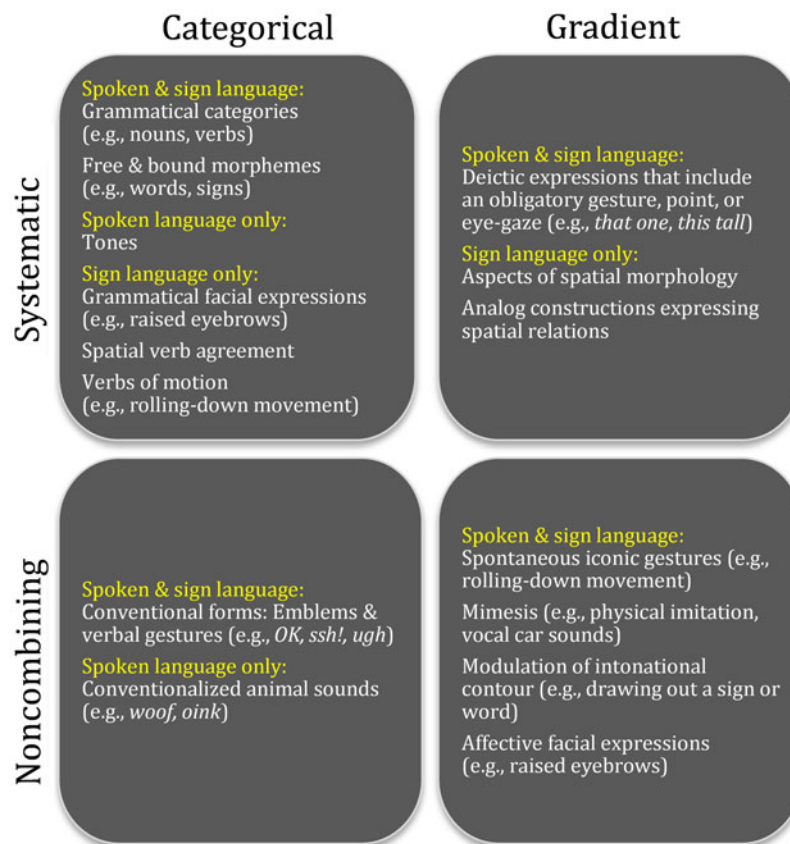 Categorical
Gradient
Systematic
Spoken & sign language:
Grammatical categories
(e.g., nouns, verbs)
Free & bound morphemes
(e.g., words, signs)
Spoken language only:
Tones
Sign language only:
Grammatical facial expressions
(e.g., raised eyebrows)
Spatial verb agreement
Verbs of motion
(e.g., rolling-down movement)
Spoken & sign language:
Deictic expressions that include
an obligatory gesture, point, or
eye-gaze (e.g., that one, this tall)
Sign language only:
Aspects of spatial morphology
Analog constructions expressing
spatial relations
Noncombining
Spoken & sign language:
Conventional forms: Emblems &
verbal gestures (e.g., OK, ssh!, ugh)
Spoken language only:
Conventionalized animal sounds
(e.g., woof, oink)
Spoken & sign language:
Spontaneous iconic gestures (e.g.,
rolling-down movement)
Mimesis (e.g., physical imitation,
vocal car sounds)
Modulation of intonational
contour (e.g., drawing out a sign or
word)
Affective facial expressions
(e.g., raised eyebrows)